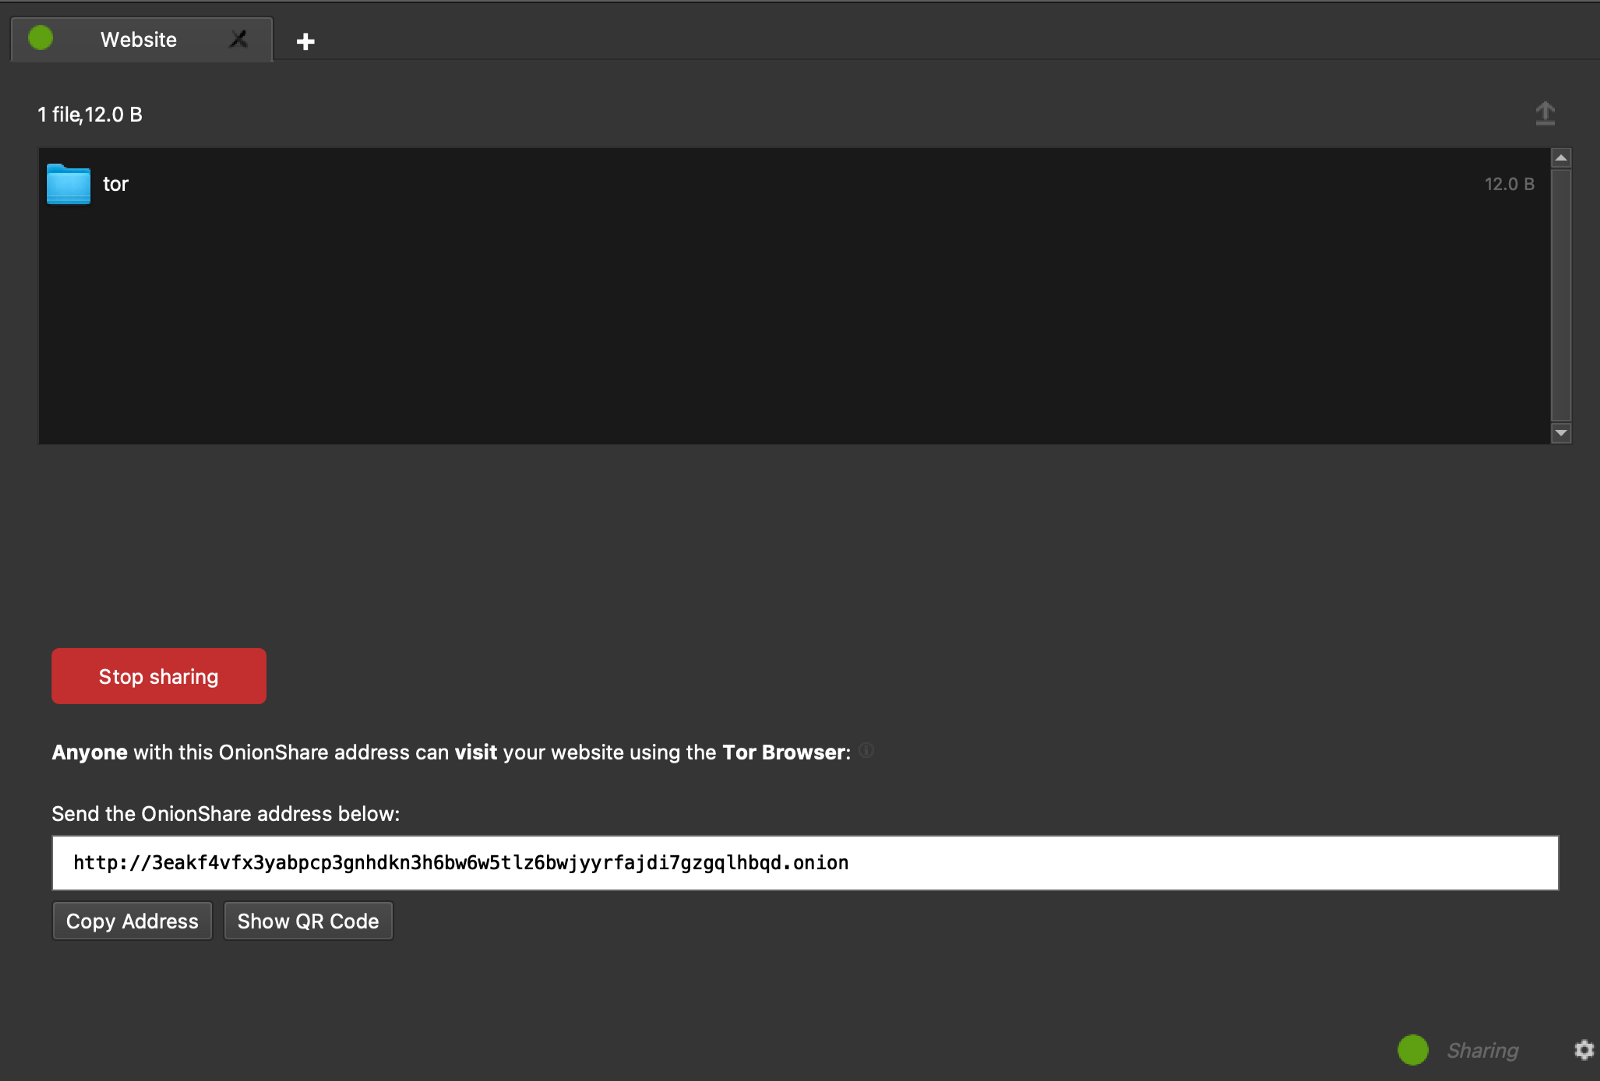 Website
1 file,12.0 B
tor 12.0 B
Stop sharing
Anyone with this OnionShare address can visit your website using the Tor Browser:
Send the OnionShare address below:
http://3eakf4vfx3yabpcp3gnhdkn3h6bw6w5tlz6bwjyyrfajdi7gzgqlhbqd.onion
Copy Address Show QR Code
Sharing